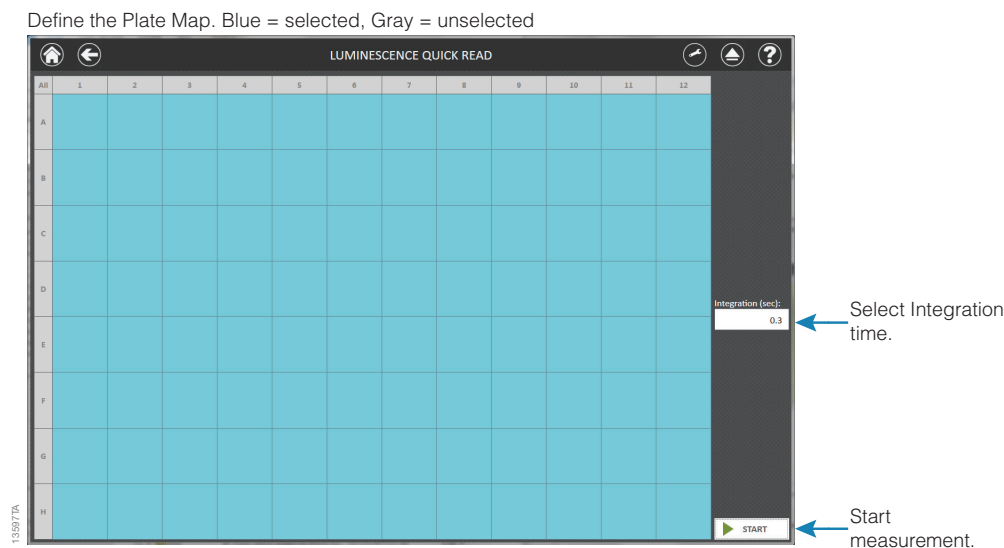 Define the Plate Map. Blue = selected, Gray = unselected
LUMINESCENCE QUICK READ
?
All 1 2 3 4 5 6 7 8 9 10 11 12
A
B
C
D
Integration (sec):
0.3
Select Integration
time.
E
F
G
H
START
Start
measurement.
13597TA